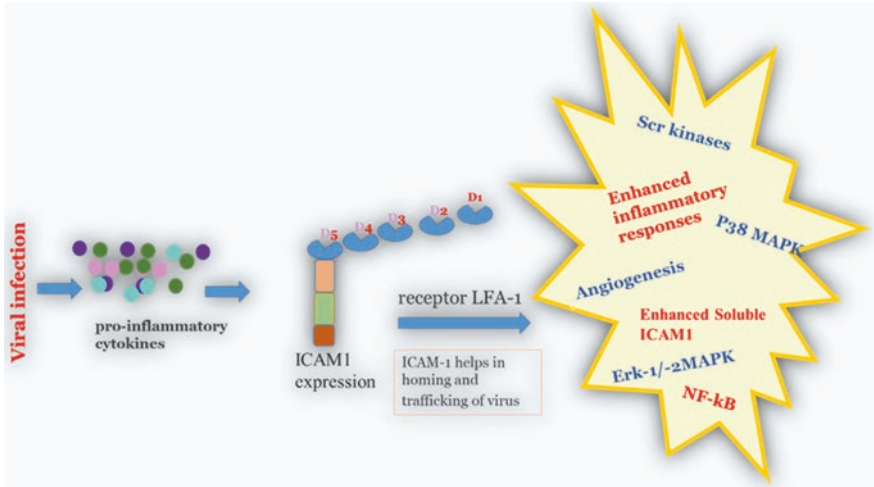 Viral infection
pro-inflammatory
cytokines
D5
D4
D3
D2
D1
ICAM1
expression
receptor LFA-1
ICAM-1 helps in
homing and
trafficking of virus
Scr kinases
Enhanced
inflammatory
responses
P38 MAPK
Angiogenesis
Enhanced Soluble
ICAM1
Erk-1/-2MAPK
NF-kB